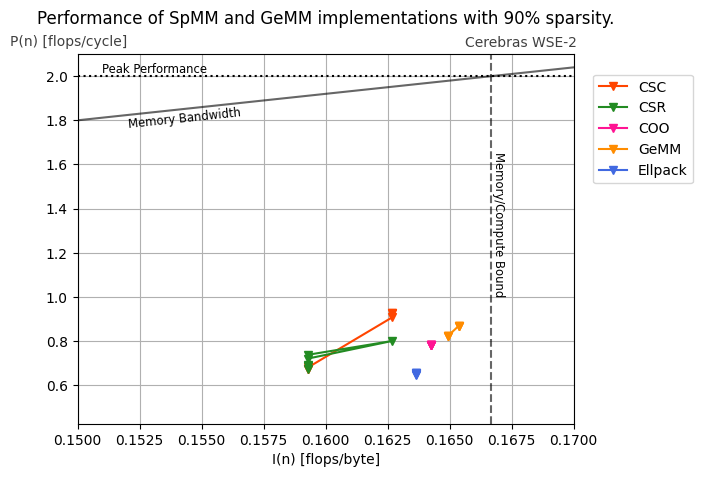 Performance of SpMM and GeMM implementations with 90% sparsity.
P(n) [flops/cycle]
Cerebras WSE-2
Peak Performance
Memory Bandwidth
Memory/Compute Bound
2.0
1.8
1.6
1.4
1.2
1.0
0.8
0.6
0.1500 0.1525 0.1550 0.1575 0.1600 0.1625 0.1650 0.1675 0.1700
I(n) [flops/byte]
CSC
CSR
COO
GeMM
Ellpack